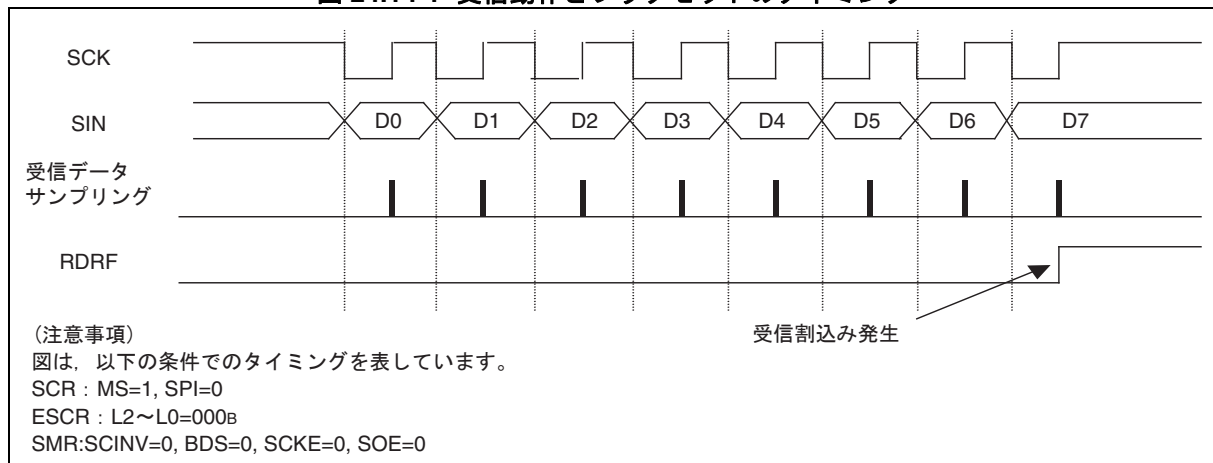 SCK
SIN
D0 D1 D2 D3 D4 D5 D6 D7
受信データ
サンプリング
RDRF
受信割込み発生
(注意事項)
図は,以下の条件でのタイミングを表しています。
SCR:MS=1, SPI=0
ESCR:L2〜L0=000B
SMR:SCINV=0, BDS=0, SCKE=0, SOE=0